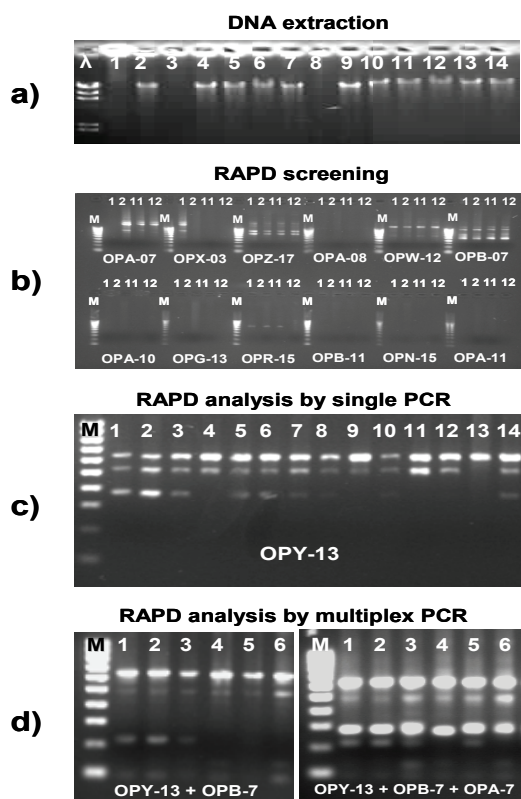 DNA extraction
a)
λ 1 2 3 4 5 6 7 8 9 10 11 12 13 14
RAPD screening
b)
1 2 11 12 1 2 11 12 1 2 11 12 1 2 11 12 1 2 11 12 1 2 11 12
M M M M M M
OPA-07 OPX-03 OPZ-17 OPA-08 OPW-12 OPB-07
1 2 11 12 1 2 11 12 1 2 11 12 1 2 11 12 1 2 11 12 1 2 11 12
M M M M M M
OPA-10 OPG-13 OPR-15 OPB-11 OPN-15 OPA-11
RAPD analysis by single PCR
c)
M 1 2 3 4 5 6 7 8 9 10 11 12 13 14
OPY-13
RAPD analysis by multiplex PCR
d)
M 1 2 3 4 5 6
OPY-13 + OPB-7
M 1 2 3 4 5 6
OPY-13 + OPB-7 + OPA-7